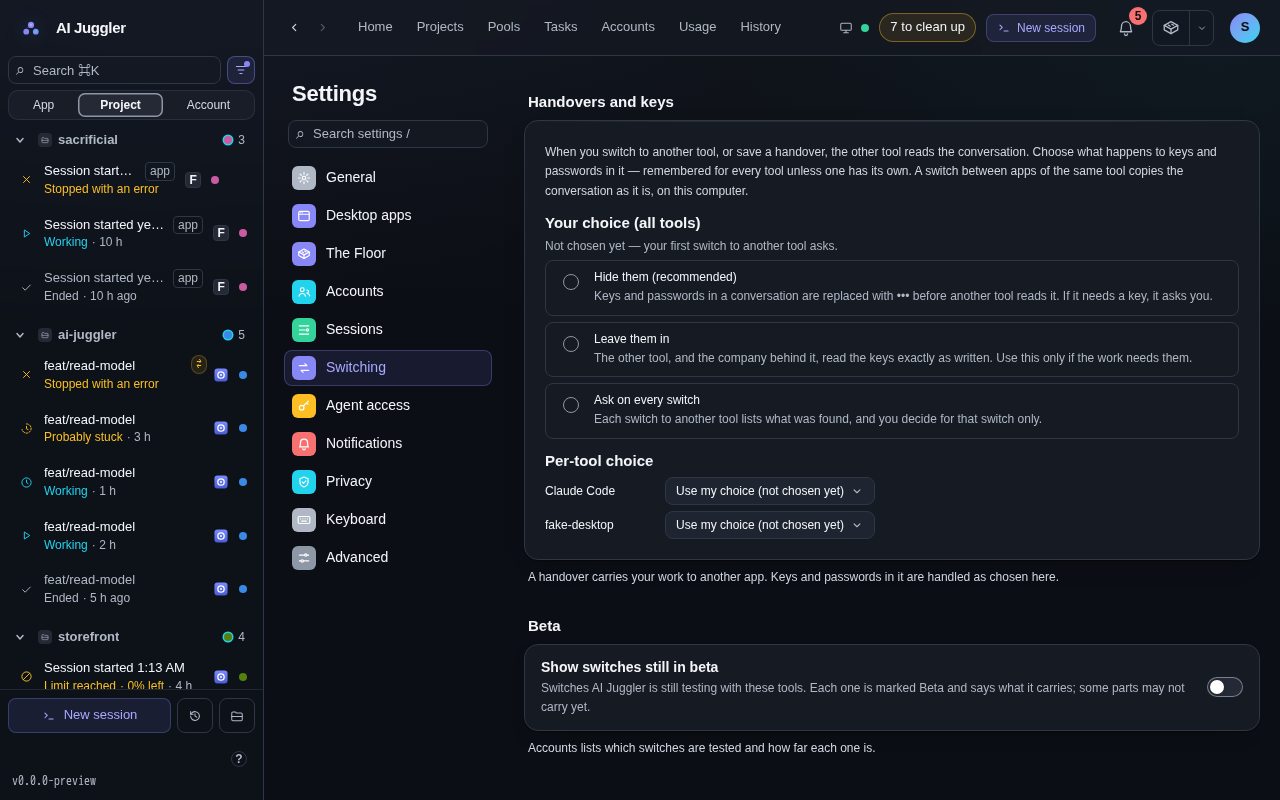 AI Juggler
Search ⌘K
App Project Account
sacrificial 3
Session start… app F
Stopped with an error
Session started ye… app F
Working · 10 h
Session started ye… app F
Ended · 10 h ago
ai-juggler 5
feat/read-model
Stopped with an error
feat/read-model
Probably stuck · 3 h
feat/read-model
Working · 1 h
feat/read-model
Working · 2 h
feat/read-model
Ended · 5 h ago
storefront 4
Session started 1:13 AM
Limit reached · 0% left · 4 h
New session
?
v0.0.0-preview
Home Projects Pools Tasks Accounts Usage History
7 to clean up
New session
5
S
Settings
Search settings /
General
Desktop apps
The Floor
Accounts
Sessions
Switching
Agent access
Notifications
Privacy
Keyboard
Advanced
Handovers and keys
When you switch to another tool, or save a handover, the other tool reads the conversation. Choose what happens to keys and
passwords in it — remembered for every tool unless one has its own. A switch between apps of the same tool copies the
conversation as it is, on this computer.
Your choice (all tools)
Not chosen yet — your first switch to another tool asks.
Hide them (recommended)
Keys and passwords in a conversation are replaced with ••• before another tool reads it. If it needs a key, it asks you.
Leave them in
The other tool, and the company behind it, read the keys exactly as written. Use this only if the work needs them.
Ask on every switch
Each switch to another tool lists what was found, and you decide for that switch only.
Per-tool choice
Claude Code Use my choice (not chosen yet)
fake-desktop Use my choice (not chosen yet)
A handover carries your work to another app. Keys and passwords in it are handled as chosen here.
Beta
Show switches still in beta
Switches AI Juggler is still testing with these tools. Each one is marked Beta and says what it carries; some parts may not
carry yet.
Accounts lists which switches are tested and how far each one is.